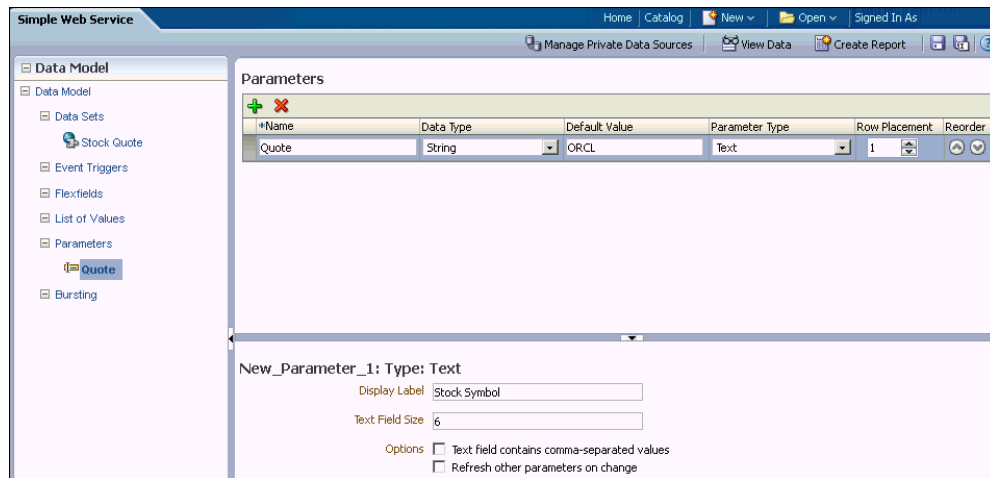 Simple Web Service
Home Catalog New Open Signed In As
Manage Private Data Sources View Data Create Report
Data Model
Data Model
Data Sets
Stock Quote
Event Triggers
Flexfields
List of Values
Parameters
Quote
Bursting
Parameters
*Name Data Type Default Value Parameter Type Row Placement Reorder
Quote String ORCL Text 1
New_Parameter_1: Type: Text
Display Label Stock Symbol
Text Field Size 6
Options Text field contains comma-separated values
Refresh other parameters on change